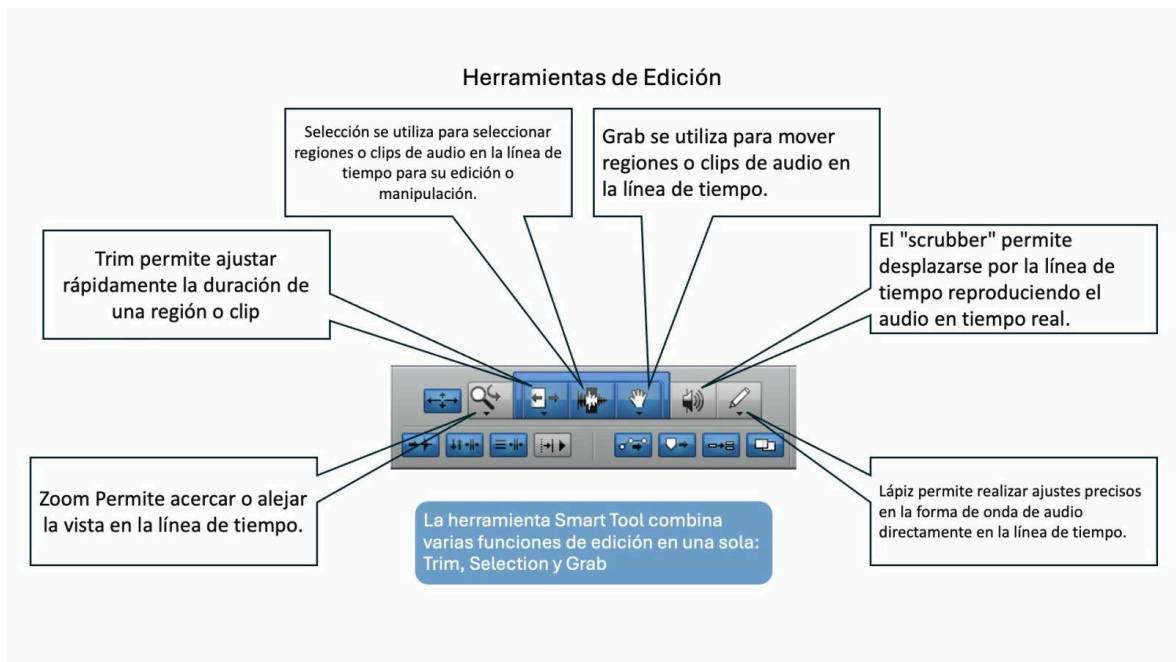 Herramientas de Edición
Selección se utiliza para seleccionar
regiones o clips de audio en la línea de
tiempo para su edición o
manipulación.
Grab se utiliza para mover
regiones o clips de audio en
la línea de tiempo.
Trim permite ajustar
rápidamente la duración de
una región o clip
El "scrubber" permite
desplazarse por la línea de
tiempo reproduciendo el
audio en tiempo real.
Zoom Permite acercar o alejar
la vista en la línea de tiempo.
La herramienta Smart Tool combina
varias funciones de edición en una sola:
Trim, Selection y Grab
Lápiz permite realizar ajustes precisos
en la forma de onda de audio
directamente en la línea de tiempo.